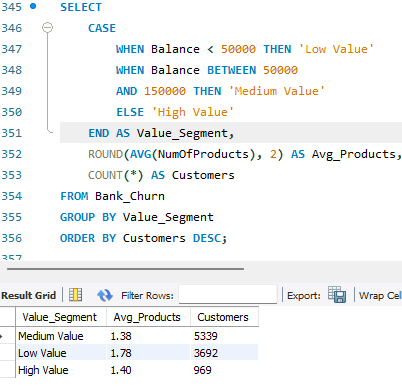 345 SELECT
346 CASE
347 WHEN Balance < 50000 THEN 'Low Value'
348 WHEN Balance BETWEEN 50000
349 AND 150000 THEN 'Medium Value'
350 ELSE 'High Value'
351 END AS Value_Segment,
352 ROUND(AVG(NumOfProducts), 2) AS Avg_Products,
353 COUNT(*) AS Customers
354 FROM Bank_Churn
355 GROUP BY Value_Segment
356 ORDER BY Customers DESC;
357
Result Grid Filter Rows: Export: Wrap Cel
Value_Segment Avg_Products Customers
Medium Value 1.38 5339
Low Value 1.78 3692
High Value 1.40 969